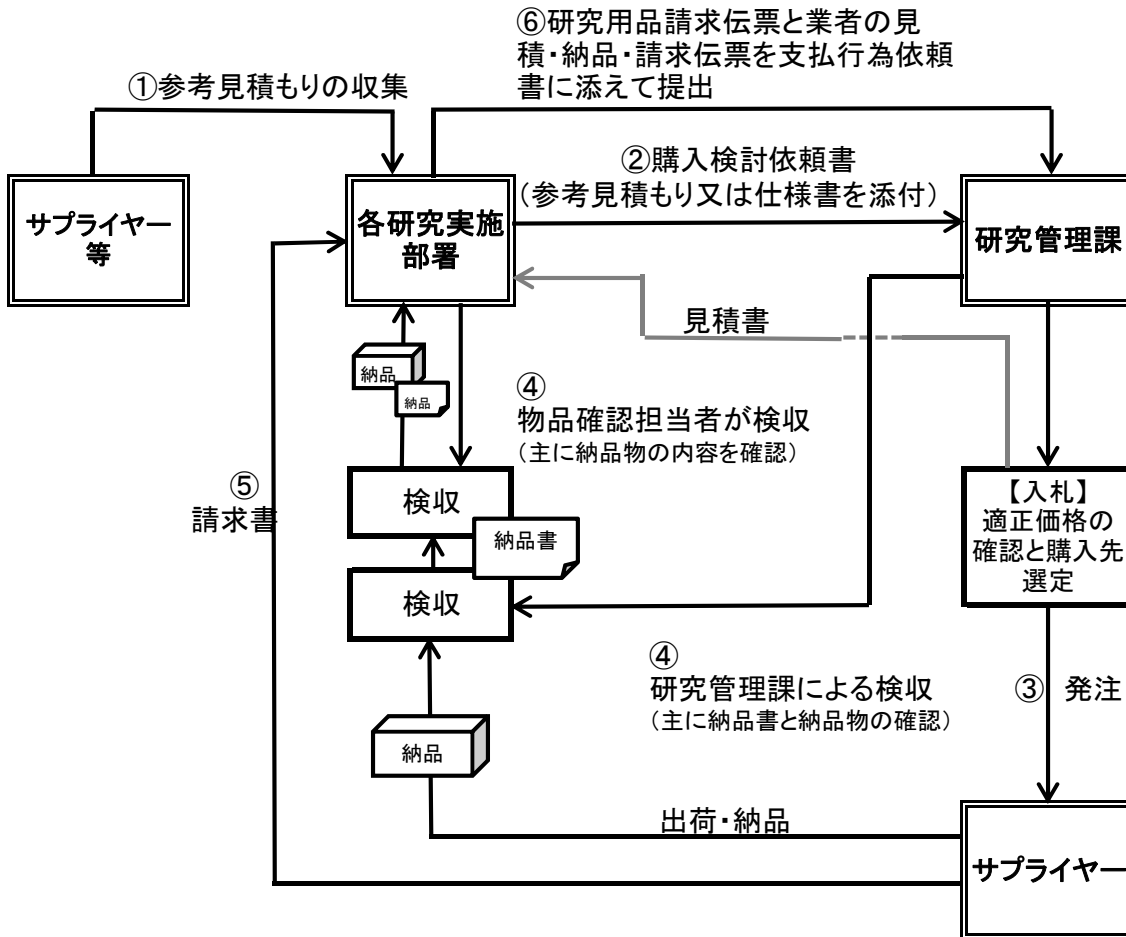 ⑥研究用品請求伝票と業者の見
積・納品・請求伝票を支払行為依頼
書に添えて提出
①参考見積もりの収集
②購入検討依頼書
(参考見積もり又は仕様書を添付)
サプライヤー
等
各研究実施
部署
研究管理課
見積書
納品
納品
④
物品確認担当者が検収
(主に納品物の内容を確認)
⑤
請求書
検収
納品書
検収
【入札】
適正価格の
確認と購入先
選定
④
研究管理課による検収
(主に納品書と納品物の確認)
③ 発注
納品
出荷・納品
サプライヤー